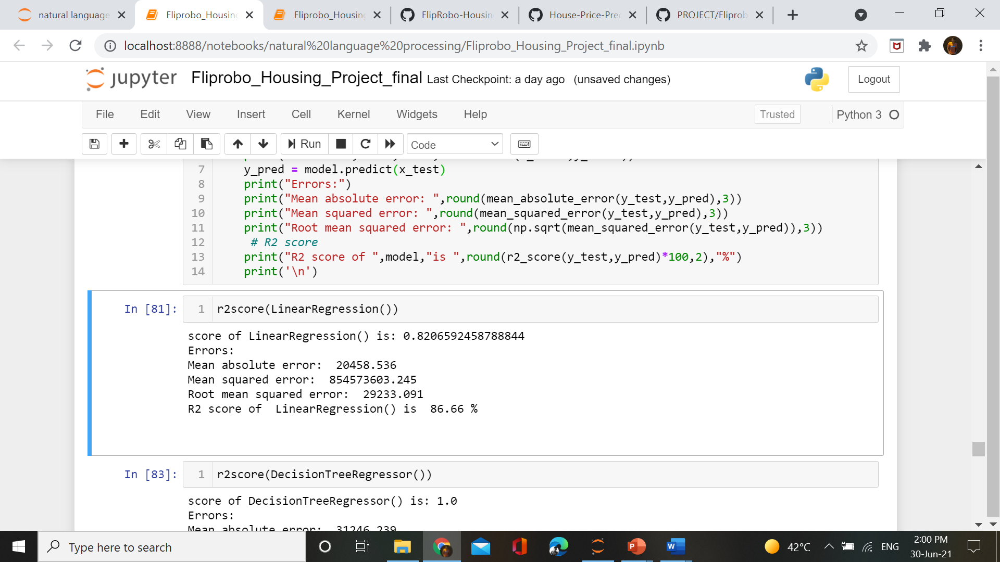 natural language
Fliprobo_Housing
Fliprobo_Housing
FlipRobo-Housin
House-Price-Pre
PROJECT/Fliprob
localhost:8888/notebooks/natural%20language%20processing/Fliprobo_Housing_Project_final.ipynb
jupyter Fliprobo_Housing_Project_final Last Checkpoint: a day ago (unsaved changes)
Logout
File Edit View Insert Cell Kernel Widgets Help
Trusted Python 3
Run Code
7 y_pred = model.predict(x_test)
8 print("Errors:")
9 print("Mean absolute error: ",round(mean_absolute_error(y_test,y_pred),3))
10 print("Mean squared error: ",round(mean_squared_error(y_test,y_pred),3))
11 print("Root mean squared error: ",round(np.sqrt(mean_squared_error(y_test,y_pred)),3))
12 # R2 score
13 print("R2 score of ",model,"is ",round(r2_score(y_test,y_pred)*100,2),"%")
14 print('\n')
In [81]: 1 r2score(LinearRegression())
score of LinearRegression() is: 0.8206592458788844
Errors:
Mean absolute error:  20458.536
Mean squared error:  854573603.245
Root mean squared error:  29233.091
R2 score of  LinearRegression() is  86.66 %
In [83]: 1 r2score(DecisionTreeRegressor())
score of DecisionTreeRegressor() is: 1.0
Errors:
Mean absolute error:  31246.239
Type here to search
42°C
ENG
2:00 PM
30-Jun-21